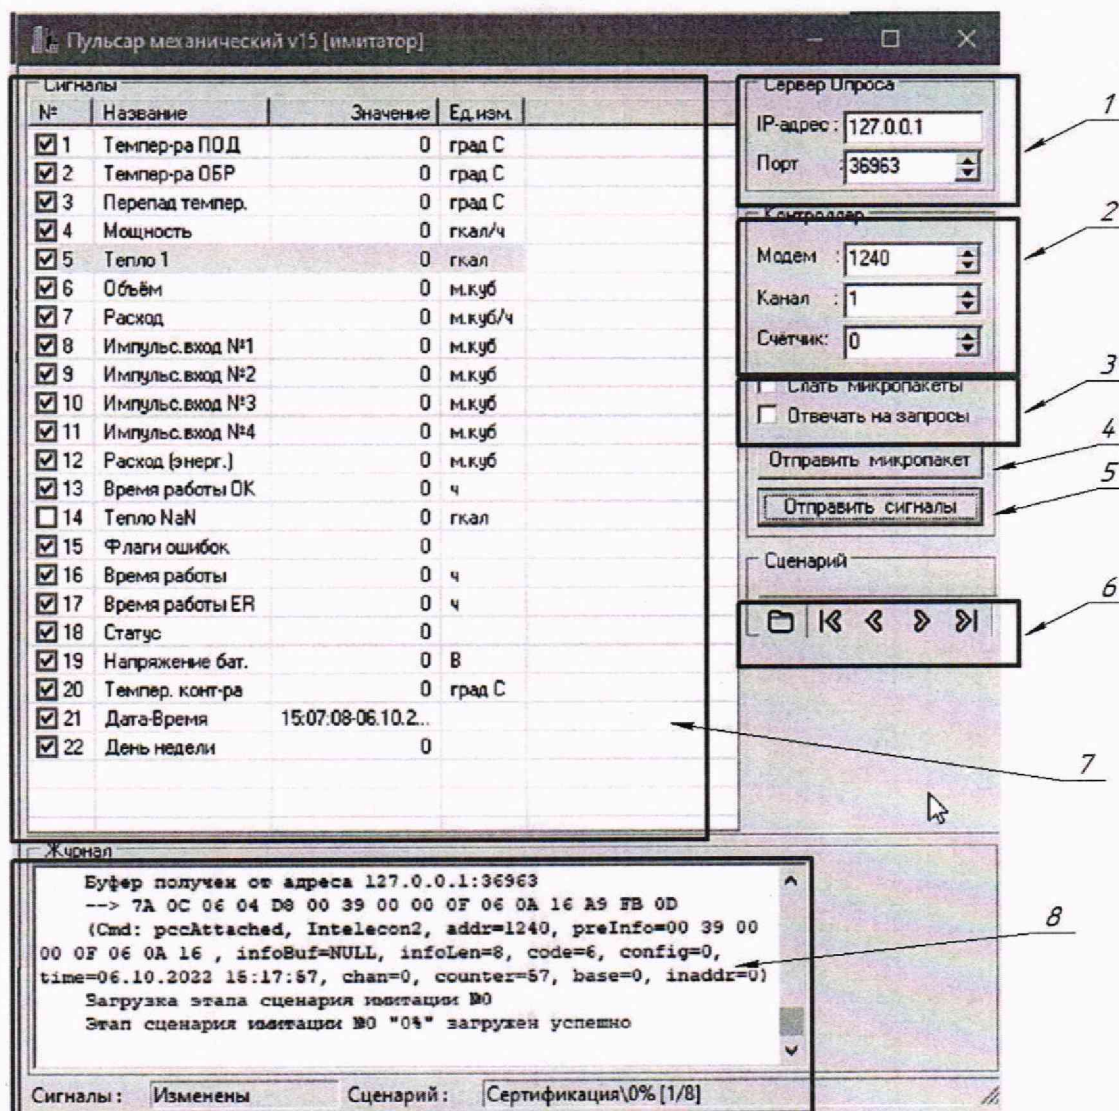 Пульсар механический v15 [имитатор]
Сигналы
№ Название Значение Ед.изм.
1 Темпер-ра ПОД 0 град С
2 Темпер-ра ОБР 0 град С
3 Перепад темпер. 0 град С
4 Мощность 0 гкал/ч
5 Тепло 1 0 гкал
6 Объём 0 м.куб
7 Расход 0 м.куб/ч
8 Импульс.вход №1 0 м.куб
9 Импульс.вход №2 0 м.куб
10 Импульс.вход №3 0 м.куб
11 Импульс.вход №4 0 м.куб
12 Расход (энерг.) 0 м.куб
13 Время работы ОК 0 ч
14 Тепло NaN 0 гкал
15 Флаги ошибок 0
16 Время работы 0 ч
17 Время работы ER 0 ч
18 Статус 0
19 Напряжение бат. 0 В
20 Темпер. конт-ра 0 град С
21 Дата-Время 15:07:08-06.10.2...
22 День недели 0
Сервер Опроса
IP-адрес: 127.0.0.1
Порт : 36963
Контроллер
Модем : 1240
Канал : 1
Счётчик: 0
Слать микропакеты
Отвечать на запросы
Отправить микропакет
Отправить сигналы
Сценарий
1
2
3
4
5
6
7
8
Журнал
Буфер получен от адреса 127.0.0.1:36963
--> 7A 0C 06 04 D8 00 39 00 00 0F 06 0A 16 A9 FB 0D
(Cmd: pccAttached, Intelecon2, addr=1240, preInfo=00 39 00
00 0F 06 0A 16 , infoBuf=NULL, infoLen=8, code=6, config=0,
time=06.10.2022 15:17:57, chan=0, counter=57, base=0, inaddr=0)
Загрузка этапа сценария имитации №0
Этап сценария имитации №0 "0%" загружен успешно
Сигналы : Изменены Сценарий : Сертификация\0% [1/8]